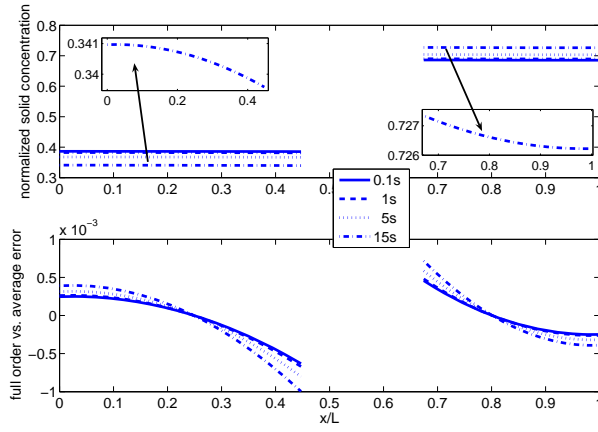 normalized solid concentration
0.8
0.7
0.6
0.5
0.4
0.3
0.341
0.34
0 0.2 0.4
0.727
0.726
0.7 0.8 0.9 1
0 0.1 0.2 0.3 0.4 0.5 0.6 0.7 0.8 0.9 1
0.1s
1s
5s
15s
x 10⁻³
full order vs. average error
1
0.5
0
−0.5
−1
0 0.1 0.2 0.3 0.4 0.5 0.6 0.7 0.8 0.9 1
x/L